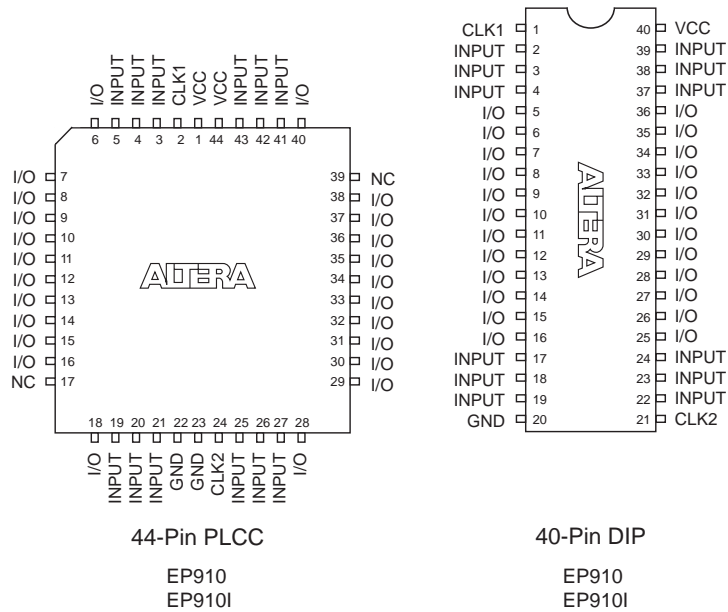 I/O INPUT INPUT INPUT CLK1 VCC VCC INPUT INPUT INPUT I/O
6 5 4 3 2 1 44 43 42 41 40
I/O 7
I/O 8
I/O 9
I/O 10
I/O 11
I/O 12
I/O 13
I/O 14
I/O 15
I/O 16
NC 17
ALTERA
39 NC
38 I/O
37 I/O
36 I/O
35 I/O
34 I/O
33 I/O
32 I/O
31 I/O
30 I/O
29 I/O
18 19 20 21 22 23 24 25 26 27 28
I/O INPUT INPUT INPUT GND GND CLK2 INPUT INPUT INPUT I/O
44-Pin PLCC
EP910
EP910I
CLK1 1
INPUT 2
INPUT 3
INPUT 4
I/O 5
I/O 6
I/O 7
I/O 8
I/O 9
I/O 10
I/O 11
I/O 12
I/O 13
I/O 14
I/O 15
I/O 16
INPUT 17
INPUT 18
INPUT 19
GND 20
ALTERA
40 VCC
39 INPUT
38 INPUT
37 INPUT
36 I/O
35 I/O
34 I/O
33 I/O
32 I/O
31 I/O
30 I/O
29 I/O
28 I/O
27 I/O
26 I/O
25 I/O
24 INPUT
23 INPUT
22 INPUT
21 CLK2
40-Pin DIP
EP910
EP910I